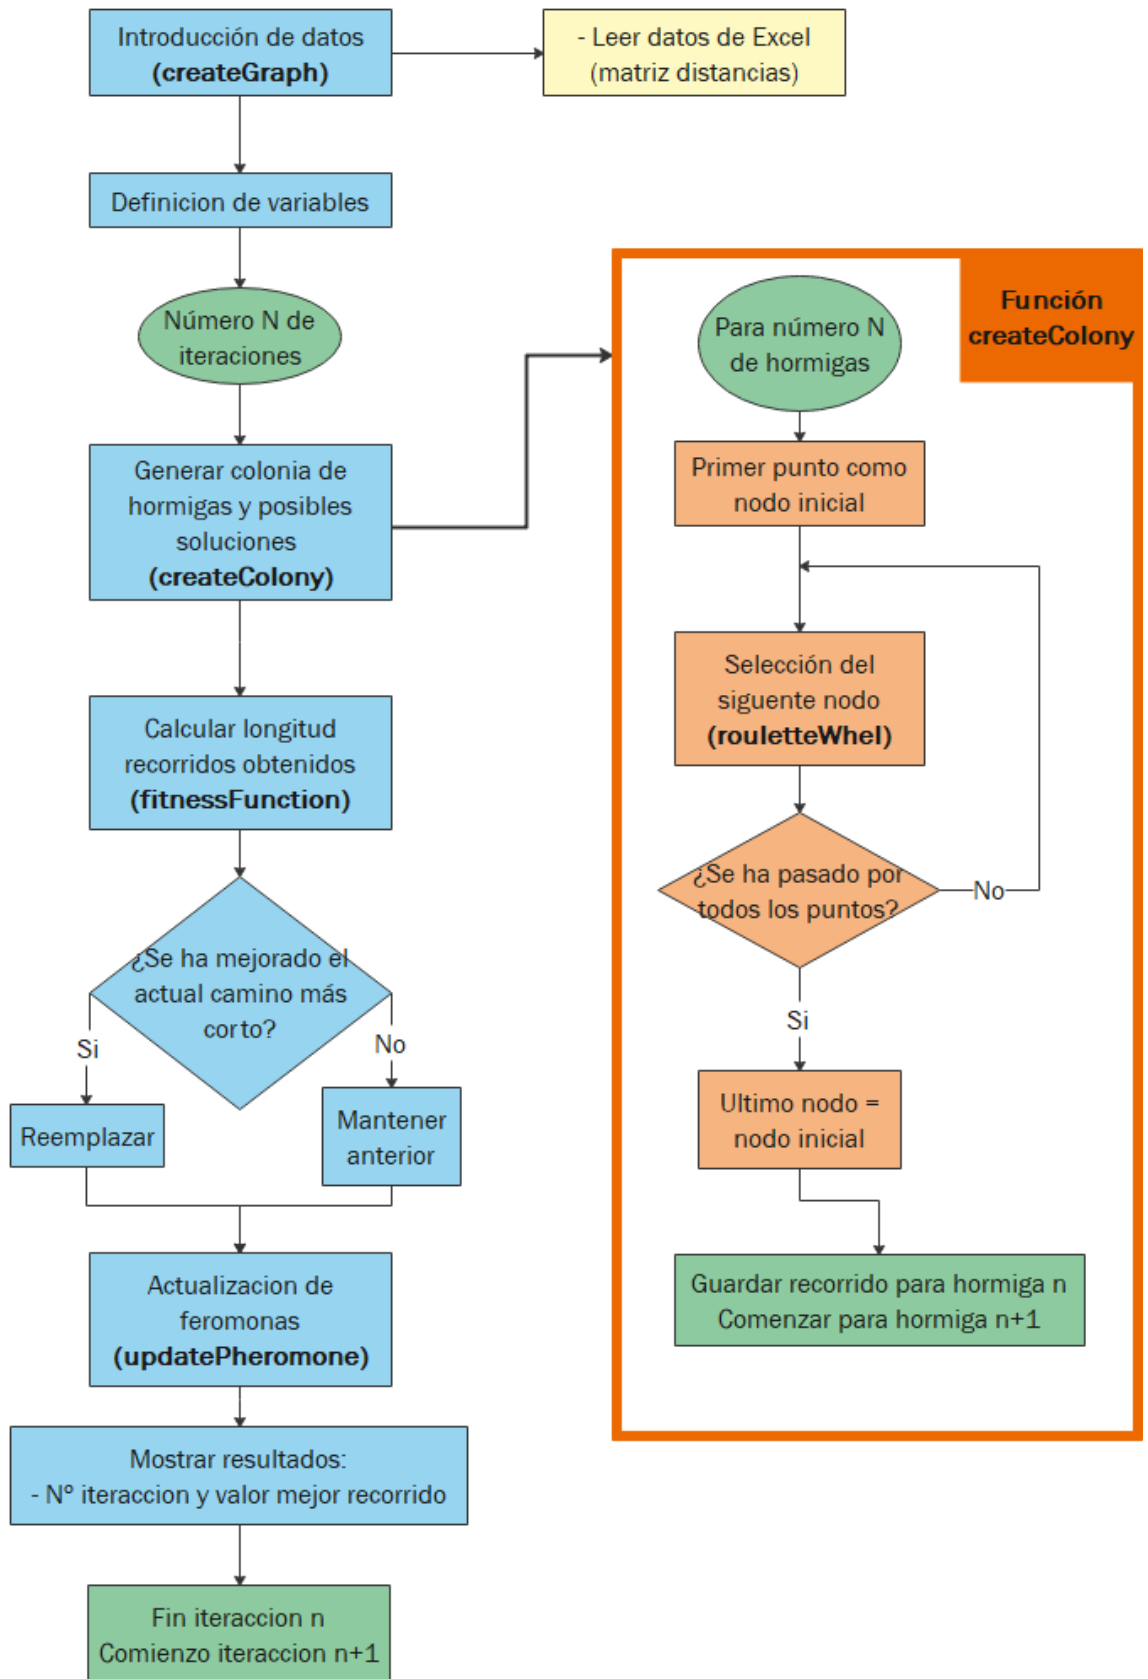 Introducción de datos
(createGraph)
- Leer datos de Excel
(matriz distancias)
Definicion de variables
Número N de
iteraciones
Generar colonia de
hormigas y posibles
soluciones
(createColony)
Calcular longitud
recorridos obtenidos
(fitnessFunction)
¿Se ha mejorado el
actual camino más
corto?
Si
No
Reemplazar
Mantener
anterior
Actualizacion de
feromonas
(updatePheromone)
Mostrar resultados:
- Nº iteraccion y valor mejor recorrido
Fin iteraccion n
Comienzo iteraccion n+1
Función
createColony
Para número N
de hormigas
Primer punto como
nodo inicial
Selección del
siguente nodo
(rouletteWhel)
¿Se ha pasado por
todos los puntos?
No
Si
Ultimo nodo =
nodo inicial
Guardar recorrido para hormiga n
Comenzar para hormiga n+1